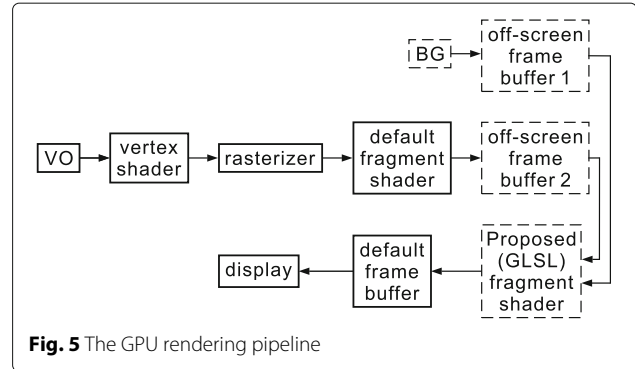 BG
off-screen
frame
buffer 1
VO
vertex
shader
rasterizer
default
fragment
shader
off-screen
frame
buffer 2
display
default
frame
buffer
Proposed
(GLSL)
fragment
shader
Fig. 5 The GPU rendering pipeline